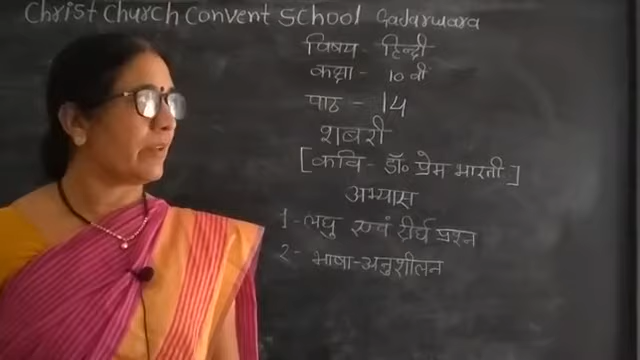 Christ Church Convent School Gadarwara
विषय - हिन्दी
कक्षा - 10 वी
पाठ - 14
शबरी
[कवि- डॉ० प्रेम भारती]
अभ्यास
1- लघु एवं दीर्घ प्रश्न
2- भाषा-अनुशीलन